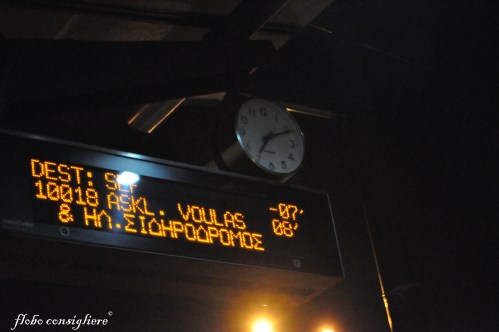 DEST: SEF
10018 ASKL. VOULAS -07'
& ΗΛ.ΣΙΔΗΡΟΔΡΟΜΟΣ 08'
flobo consigliere©